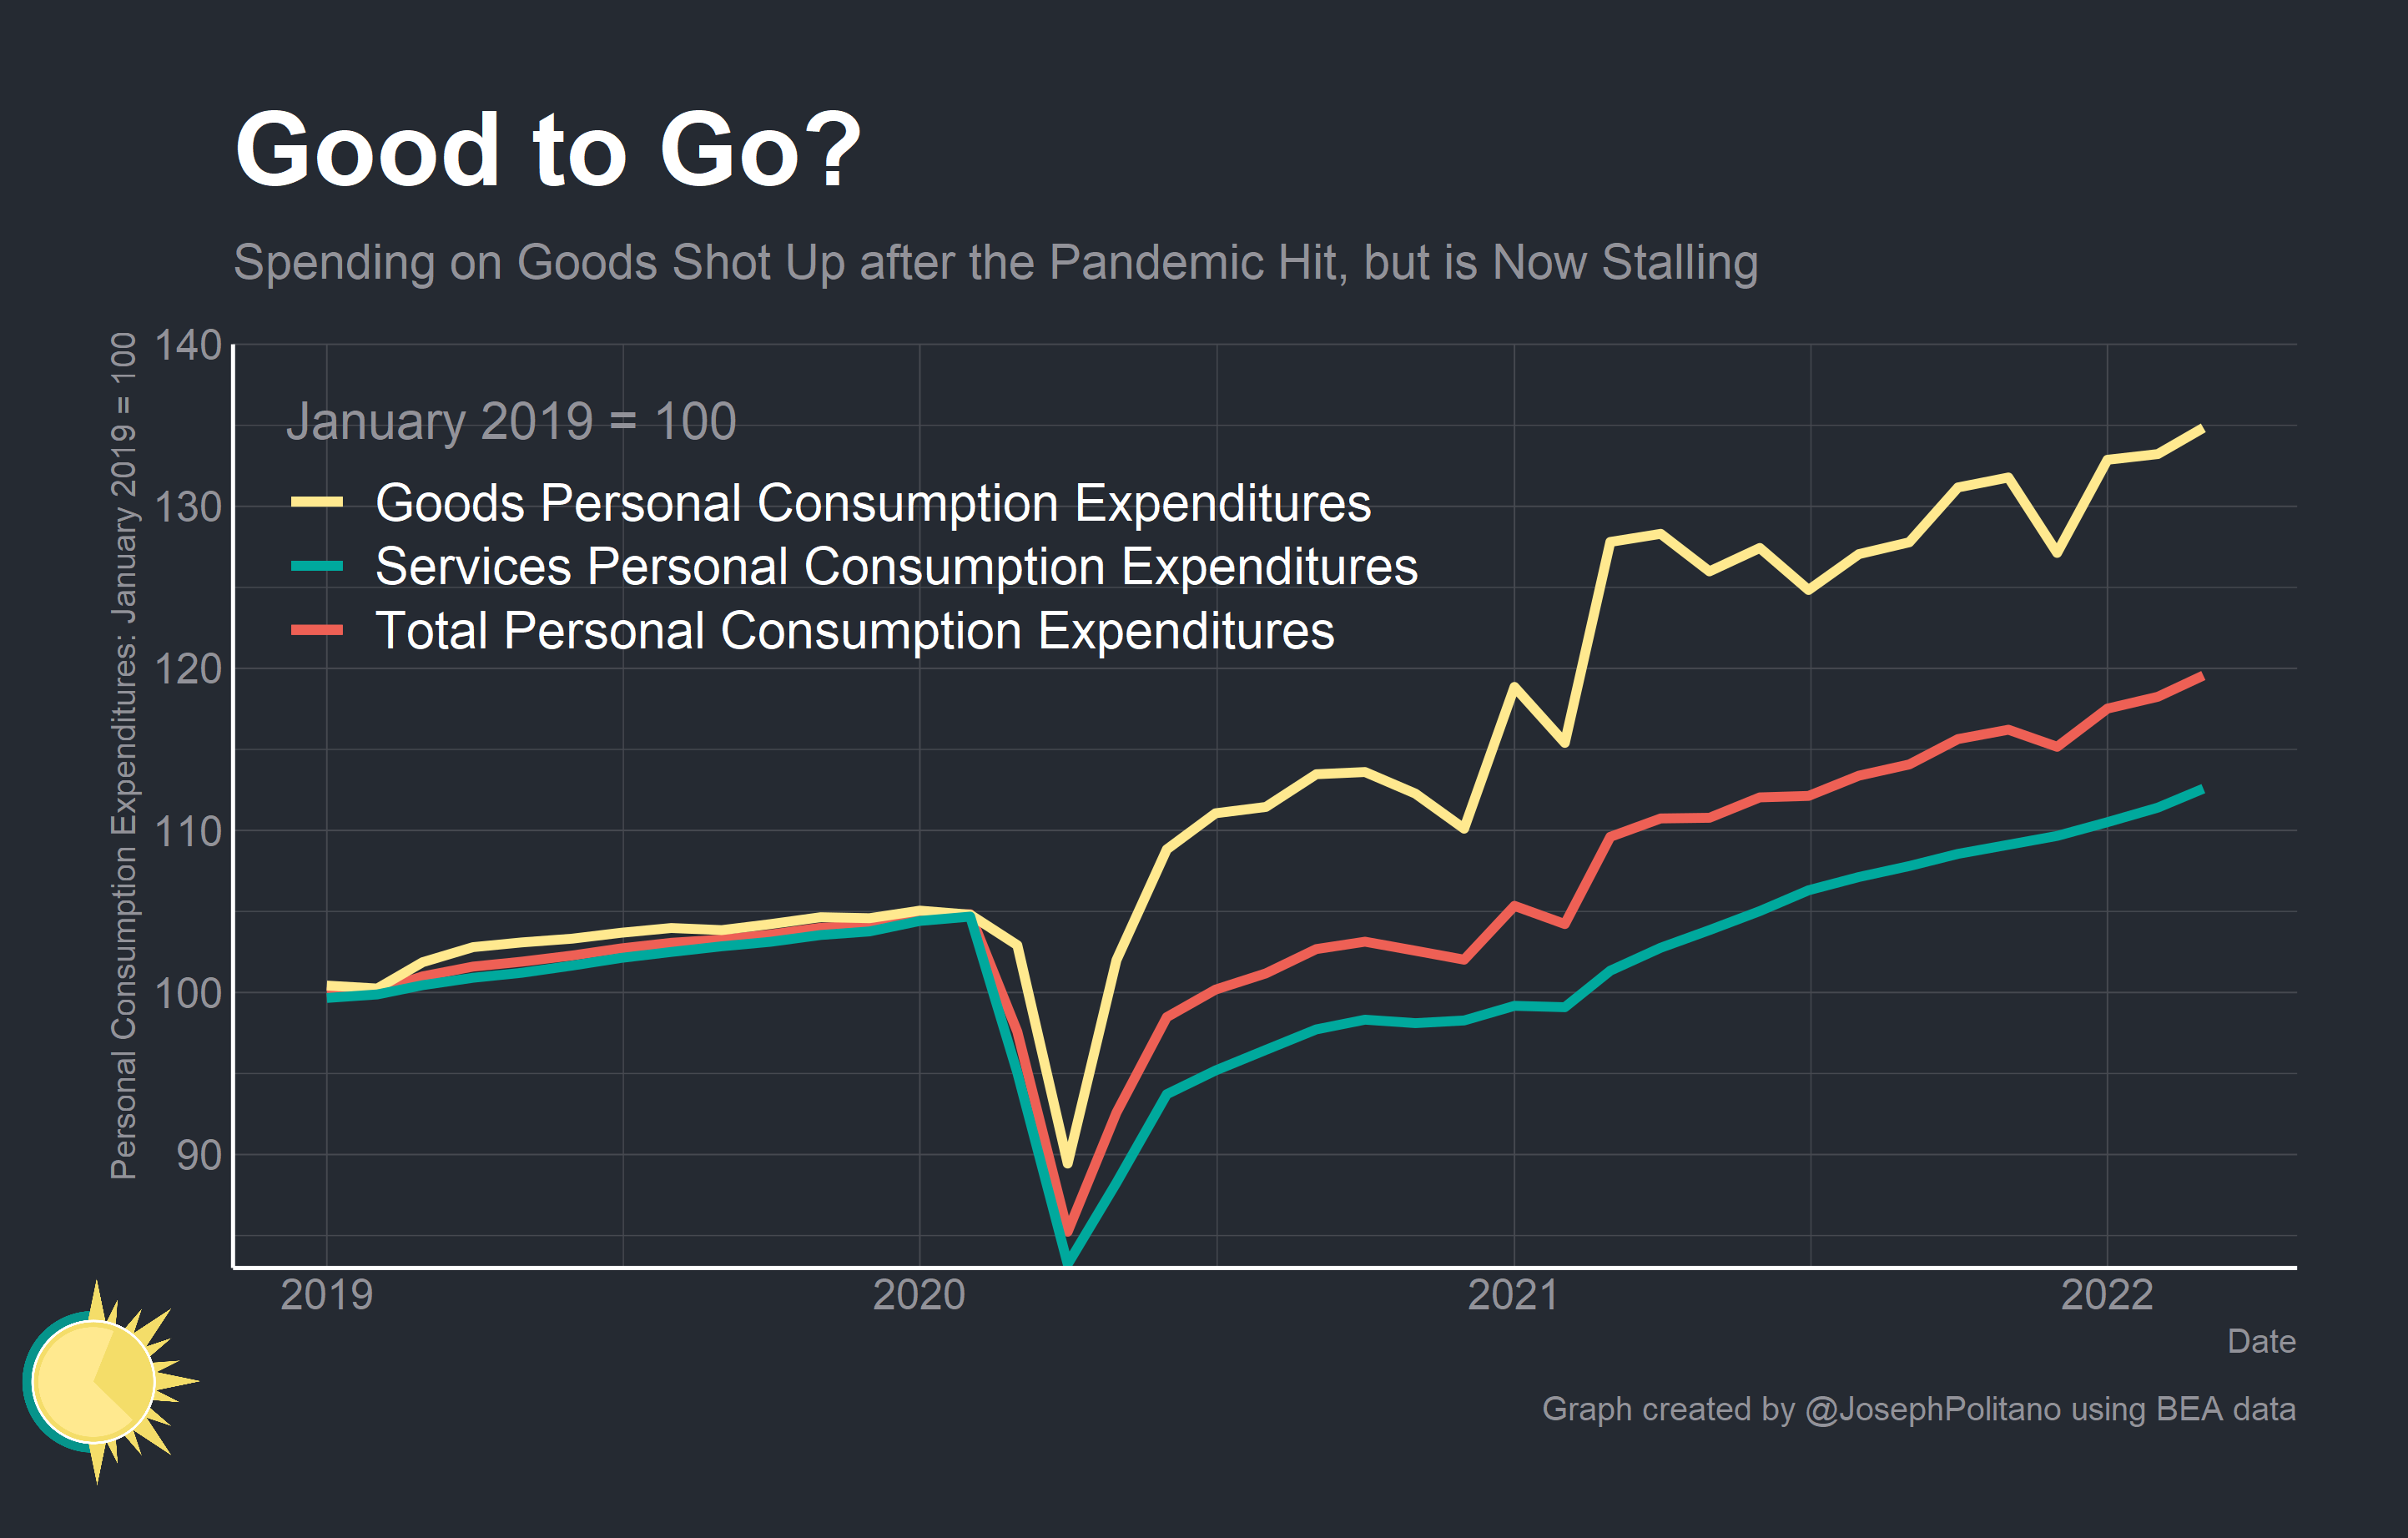 Good to Go?
Spending on Goods Shot Up after the Pandemic Hit, but is Now Stalling
Personal Consumption Expenditures: January 2019 = 100
140
130
120
110
100
90
January 2019 = 100
Goods Personal Consumption Expenditures
Services Personal Consumption Expenditures
Total Personal Consumption Expenditures
2019 2020 2021 2022
Date
Graph created by @JosephPolitano using BEA data